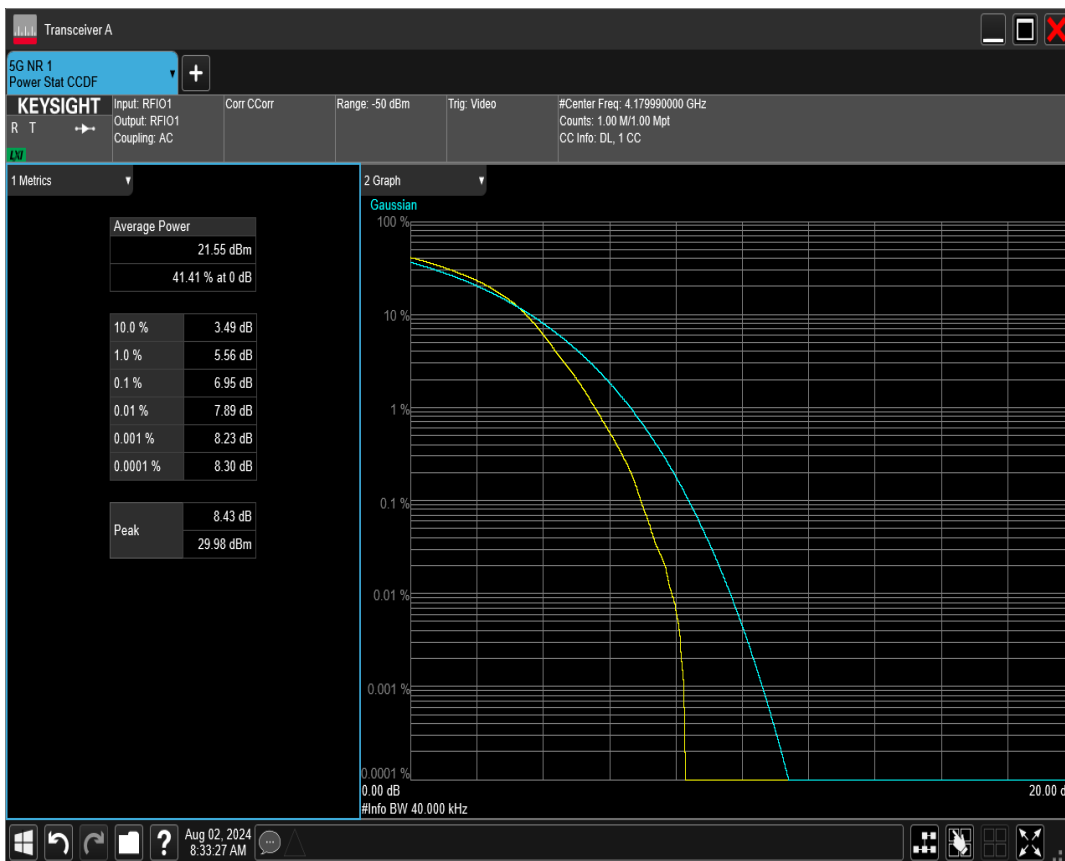 Transceiver A
5G NR 1
Power Stat CCDF
+
KEYSIGHT
R T
LXI
Input: RFIO1
Output: RFIO1
Coupling: AC
Corr CCorr
Range: -50 dBm
Trig: Video
#Center Freq: 4.179990000 GHz
Counts: 1.00 M/1.00 Mpt
CC Info: DL, 1 CC
1 Metrics
Average Power
21.55 dBm
41.41 % at 0 dB
10.0 % 3.49 dB
1.0 % 5.56 dB
0.1 % 6.95 dB
0.01 % 7.89 dB
0.001 % 8.23 dB
0.0001 % 8.30 dB
Peak
8.43 dB
29.98 dBm
2 Graph
Gaussian
100 %
10 %
1 %
0.1 %
0.01 %
0.001 %
0.0001 %
0.00 dB
20.00 d
#Info BW 40.000 kHz
?
Aug 02, 2024
8:33:27 AM